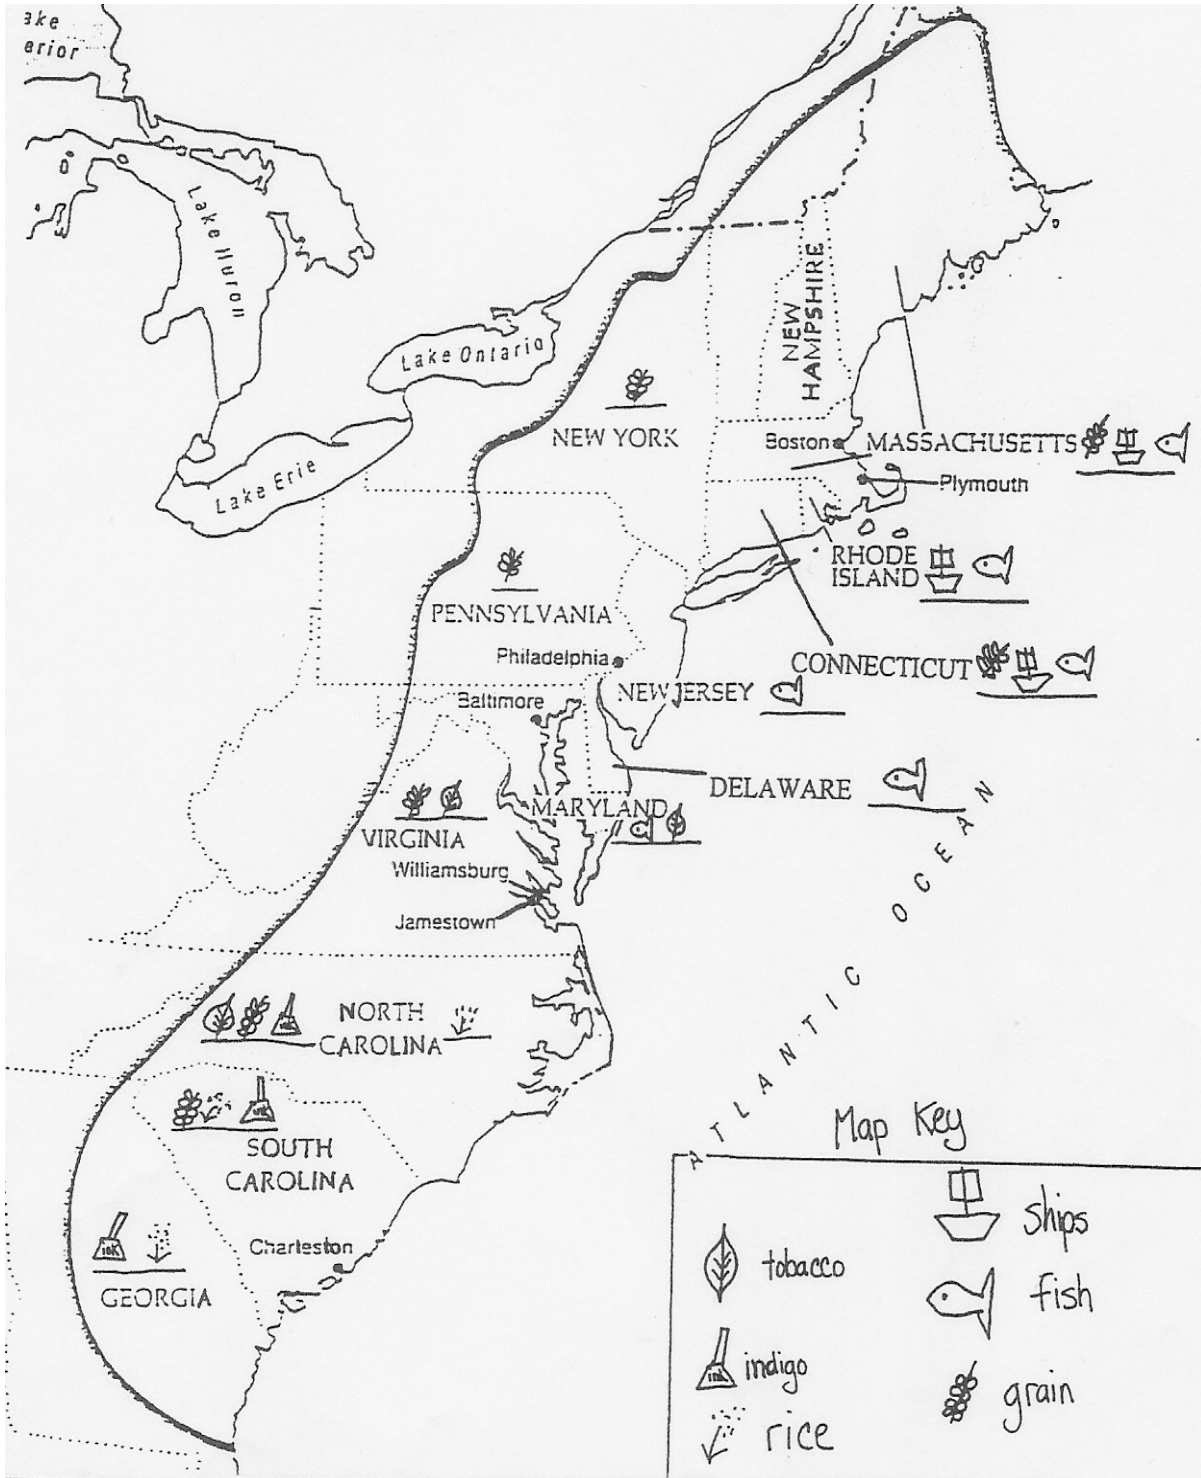 ake
erior
Lake Huron
Lake Ontario
Lake Erie
NEW
HAMPSHIRE
NEW YORK
Boston
MASSACHUSETTS
Plymouth
RHODE
ISLAND
PENNSYLVANIA
CONNECTICUT
Philadelphia
NEW JERSEY
Baltimore
DELAWARE
MARYLAND
VIRGINIA
Williamsburg
Jamestown
ATLANTIC OCEAN
NORTH
CAROLINA
SOUTH
CAROLINA
Charleston
GEORGIA
Map Key
ships
tobacco
fish
indigo
grain
rice